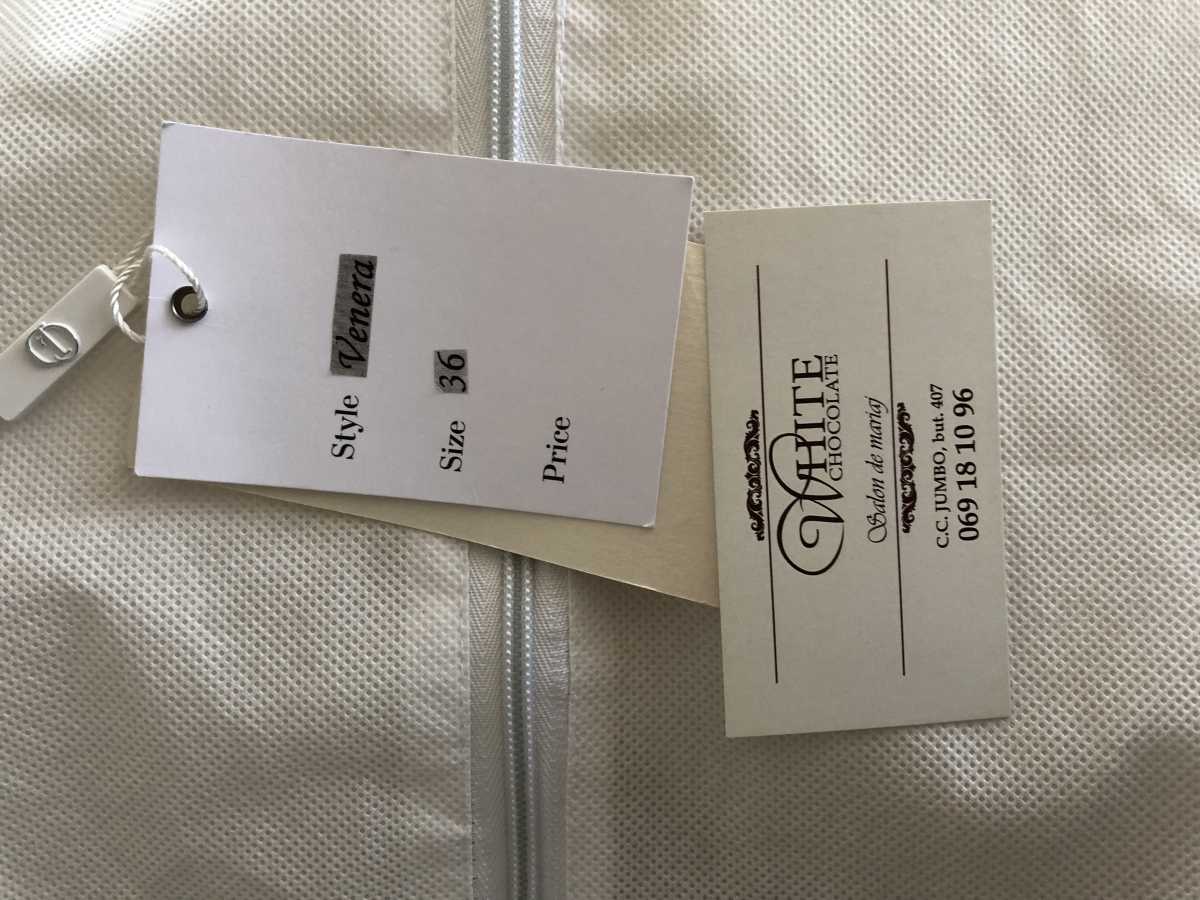 Style Venera
Size 36
Price
WHITE
CHOCOLATE
Salon de mariaj
C.C. JUMBO, but. 407
069 18 10 96